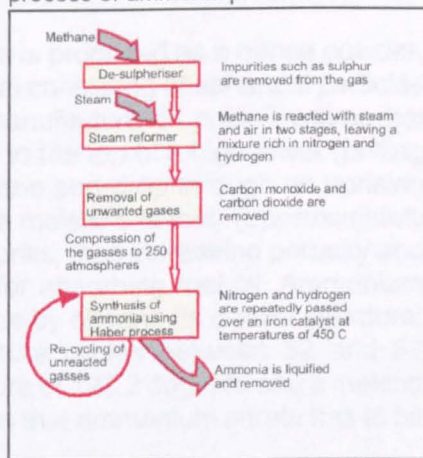 Methane
De-sulpheriser
Impurities such as sulphur
are removed from the gas
Steam
Steam reformer
Methane is reacted with steam
and air in two stages, leaving a
mixture rich in nitrogen and
hydrogen
Removal of
unwanted gases
Carbon monoxide and
carbon dioxide are
removed
Compression of
the gasses to 250
atmospheres
Synthesis of
ammonia using
Haber process
Nitrogen and hydrogen
are repeatedly passed
over an iron catalyst at
temperatures of 450 C
Re-cycling of
unreacted
gasses
Ammonia is liquified
and removed